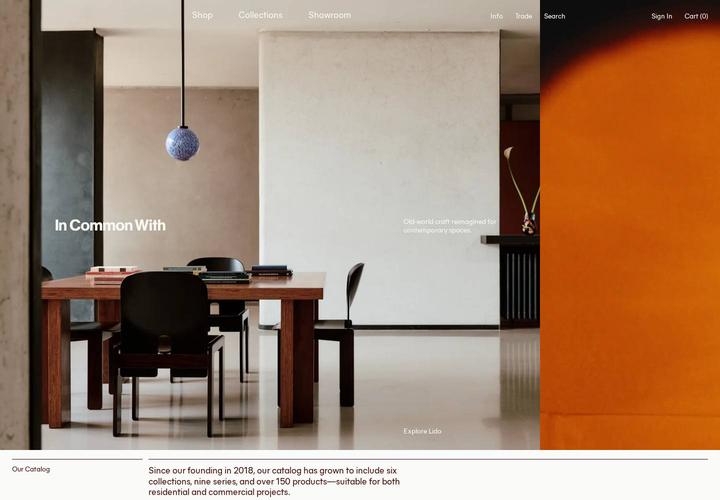 Shop Collections Showroom Info Trade Search Sign In Cart (0)
In Common With
Old-world craft reimagined for
contemporary spaces.
Explore Lido
Our Catalog
Since our founding in 2018, our catalog has grown to include six
collections, nine series, and over 150 products—suitable for both
residential and commercial projects.